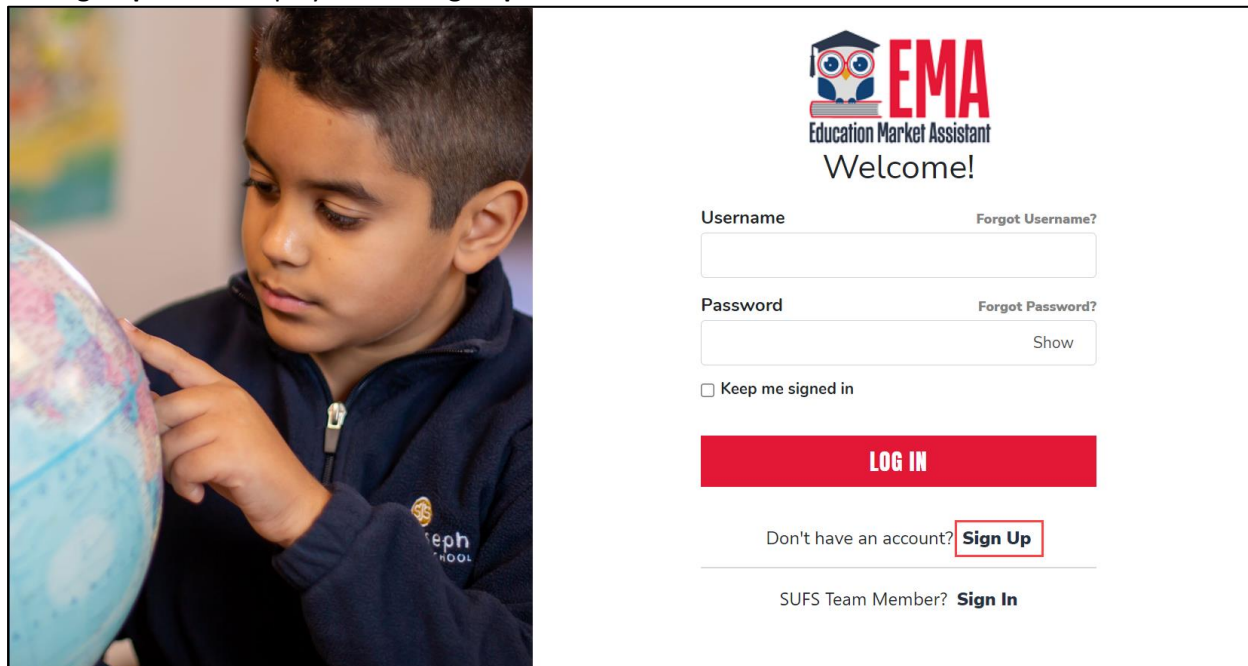 EMA
Education Market Assistant
Welcome!
Username Forgot Username?
Password Forgot Password?
Show
Keep me signed in
LOG IN
Don't have an account? Sign Up
SUFS Team Member? Sign In
SJS